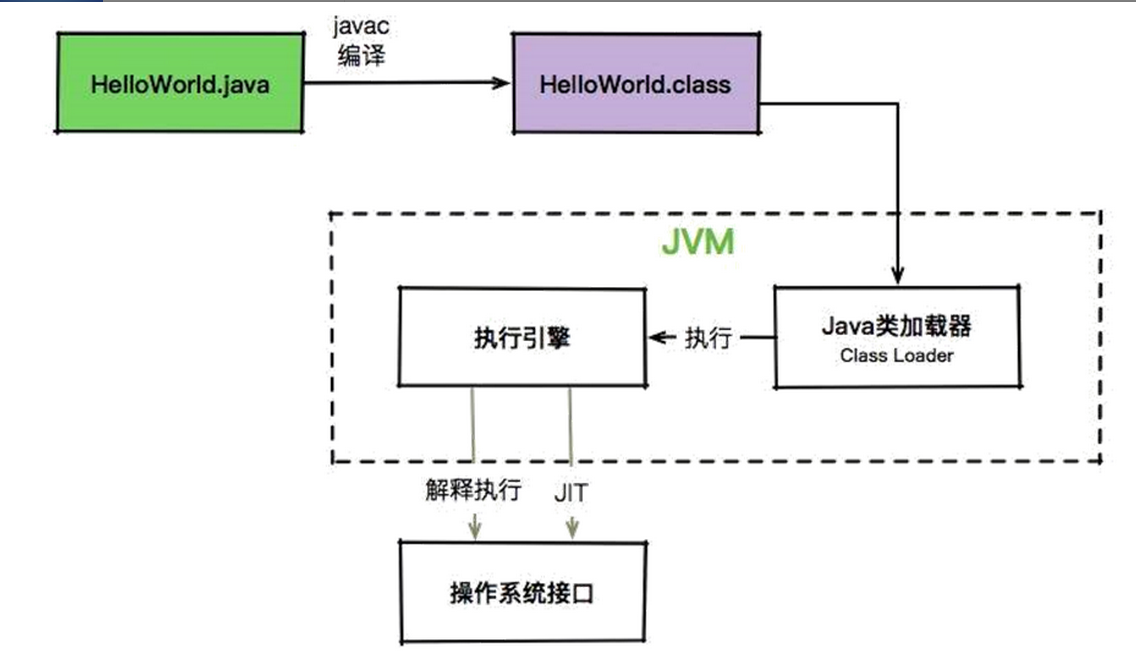 javac
编译
HelloWorld.java
HelloWorld.class
JVM
执行引擎
执行
Java类加载器
Class Loader
解释执行
JIT
操作系统接口